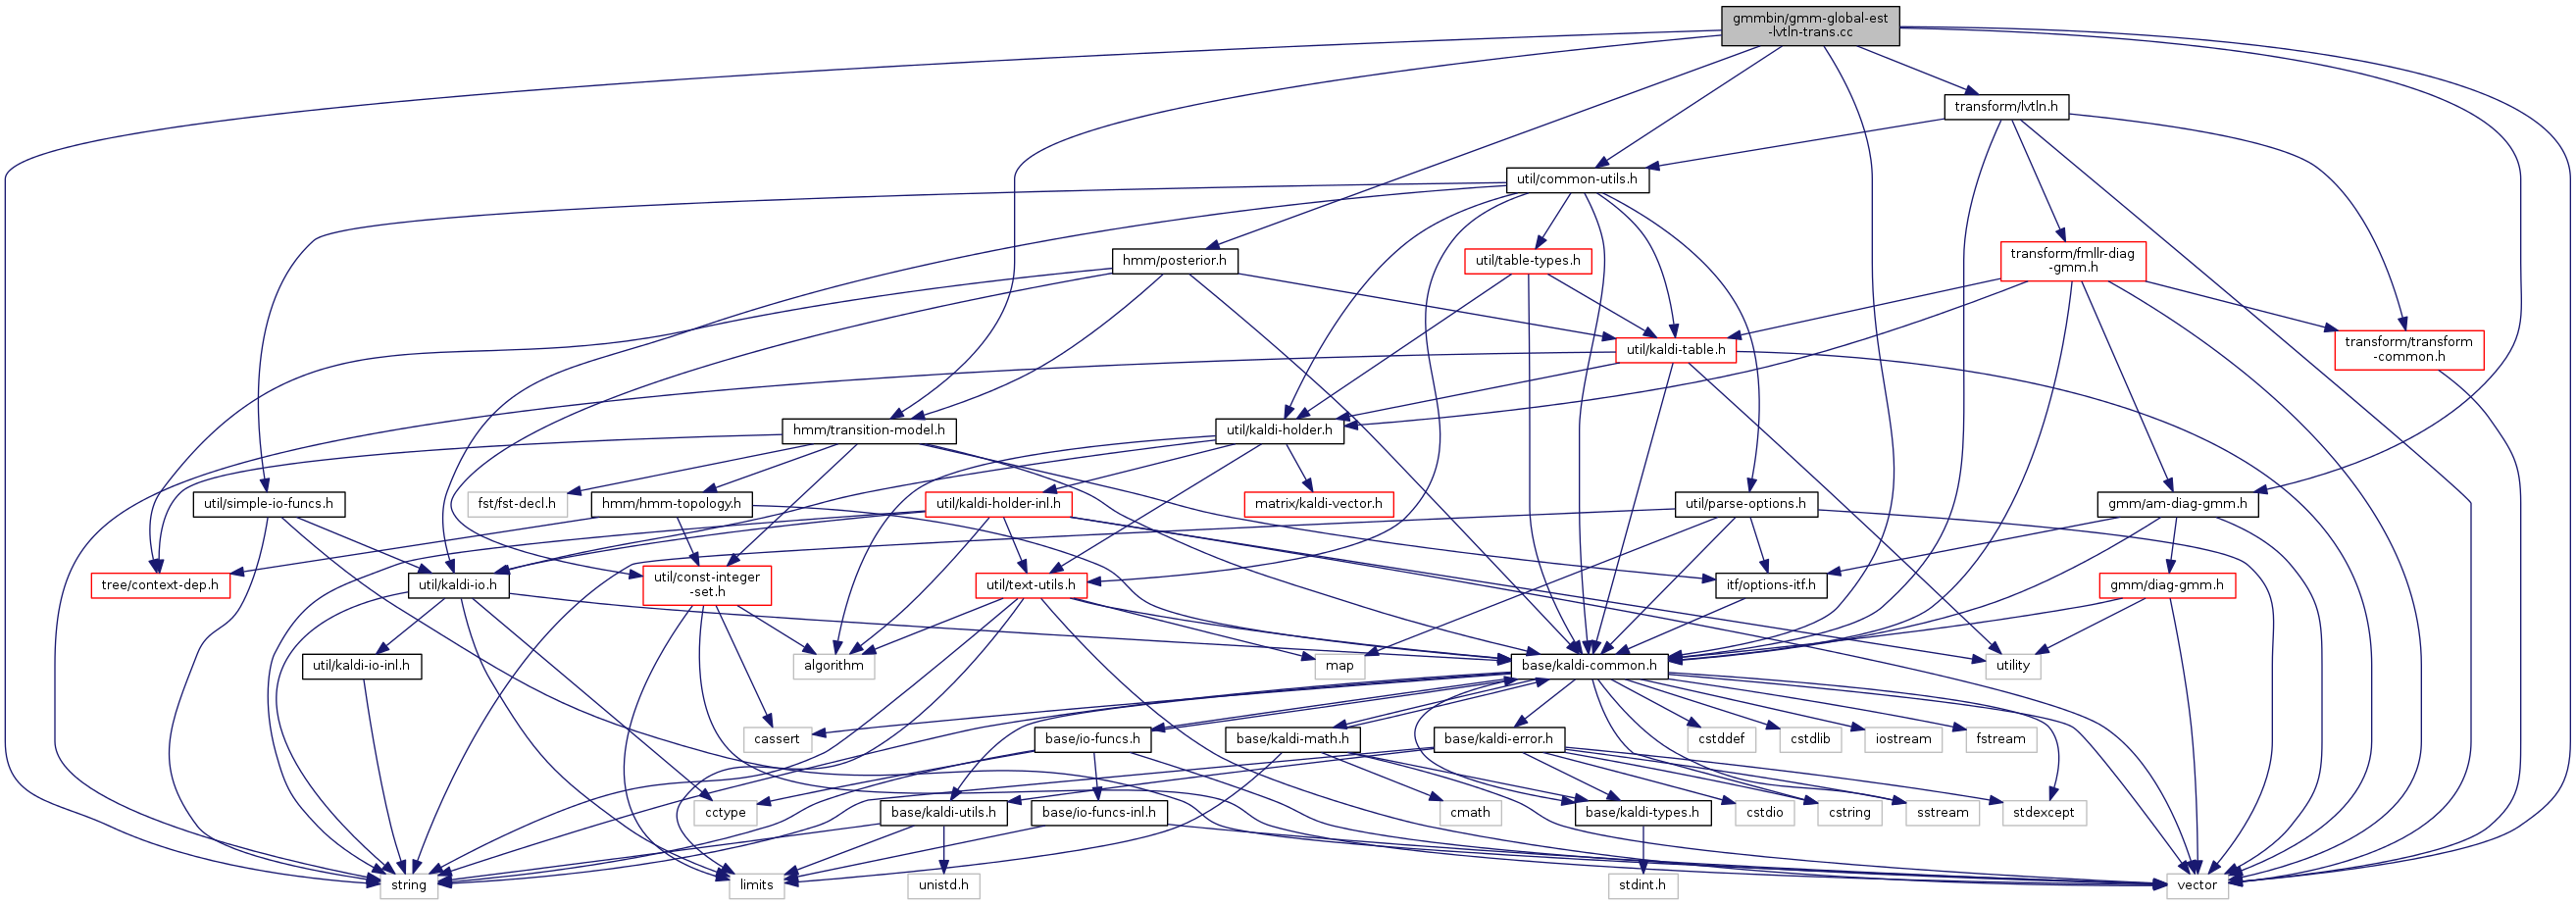 gmmbin/gmm-global-est
-lvtln-trans.cc
transform/lvtln.h
util/common-utils.h
hmm/posterior.h
util/table-types.h
transform/fmllr-diag
-gmm.h
util/kaldi-table.h
transform/transform
-common.h
hmm/transition-model.h
util/kaldi-holder.h
util/simple-io-funcs.h
fst/fst-decl.h
hmm/hmm-topology.h
util/kaldi-holder-inl.h
matrix/kaldi-vector.h
util/parse-options.h
gmm/am-diag-gmm.h
tree/context-dep.h
util/kaldi-io.h
util/const-integer
-set.h
util/text-utils.h
itf/options-itf.h
gmm/diag-gmm.h
util/kaldi-io-inl.h
algorithm
map
base/kaldi-common.h
utility
cassert
base/io-funcs.h
base/kaldi-math.h
base/kaldi-error.h
cstddef
cstdlib
iostream
fstream
cctype
base/kaldi-utils.h
base/io-funcs-inl.h
cmath
base/kaldi-types.h
cstdio
cstring
sstream
stdexcept
string
limits
unistd.h
stdint.h
vector